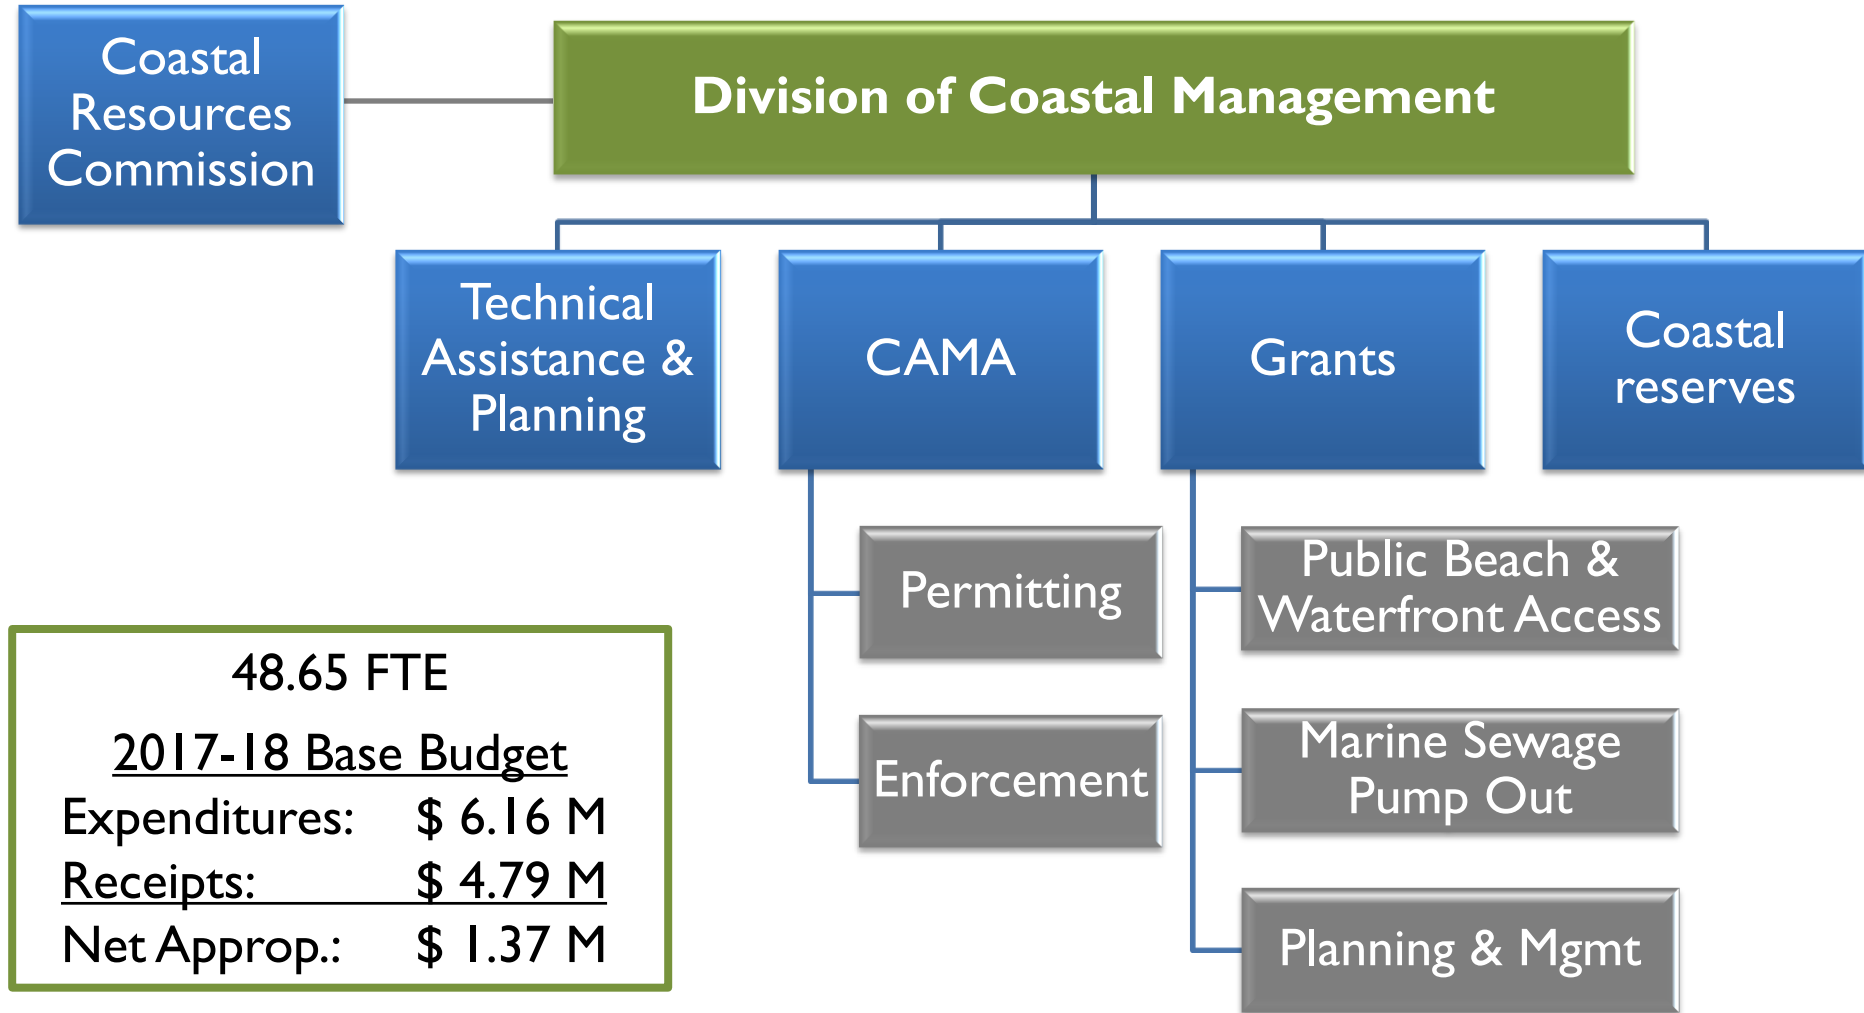 Coastal
Resources
Commission
Division of Coastal Management
Technical
Assistance &
Planning
CAMA
Grants
Coastal
reserves
Permitting
Enforcement
Public Beach &
Waterfront Access
Marine Sewage
Pump Out
Planning & Mgmt
48.65 FTE
2017-18 Base Budget
Expenditures: $ 6.16 M
Receipts: $ 4.79 M
Net Approp.: $ 1.37 M